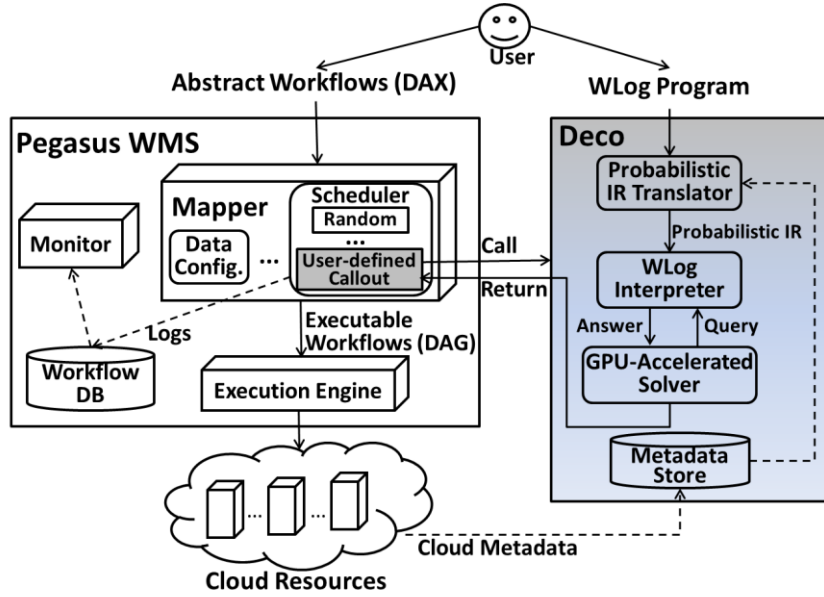 User
Abstract Workflows (DAX)
WLog Program
Pegasus WMS
Deco
Mapper
Scheduler
Random
...
User-defined
Callout
Data
Config.
...
Monitor
Logs
Workflow
DB
Executable
Workflows (DAG)
Execution Engine
Call
Return
Probabilistic
IR Translator
Probabilistic IR
WLog
Interpreter
Answer
Query
GPU-Accelerated
Solver
Metadata
Store
... ... ...
Cloud Metadata
Cloud Resources